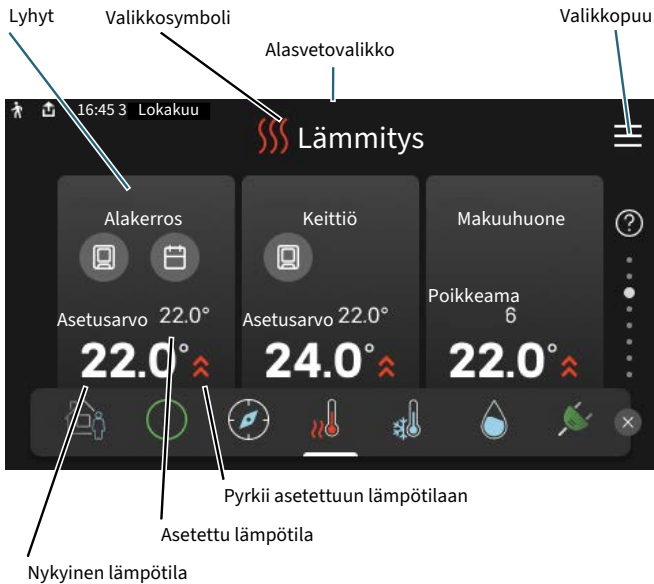 Lyhyt
Valikkosymboli
Valikkopuu
Alasvetovalikko
16:45 3 Lokakuu
Lämmitys
Alakerros
Keittiö
Makuuhuone
?
Asetusarvo 22.0°
Asetusarvo 22.0°
Poikkeama
6
22.0°
24.0°
22.0°
Pyrkii asetettuun lämpötilaan
Asetettu lämpötila
Nykyinen lämpötila